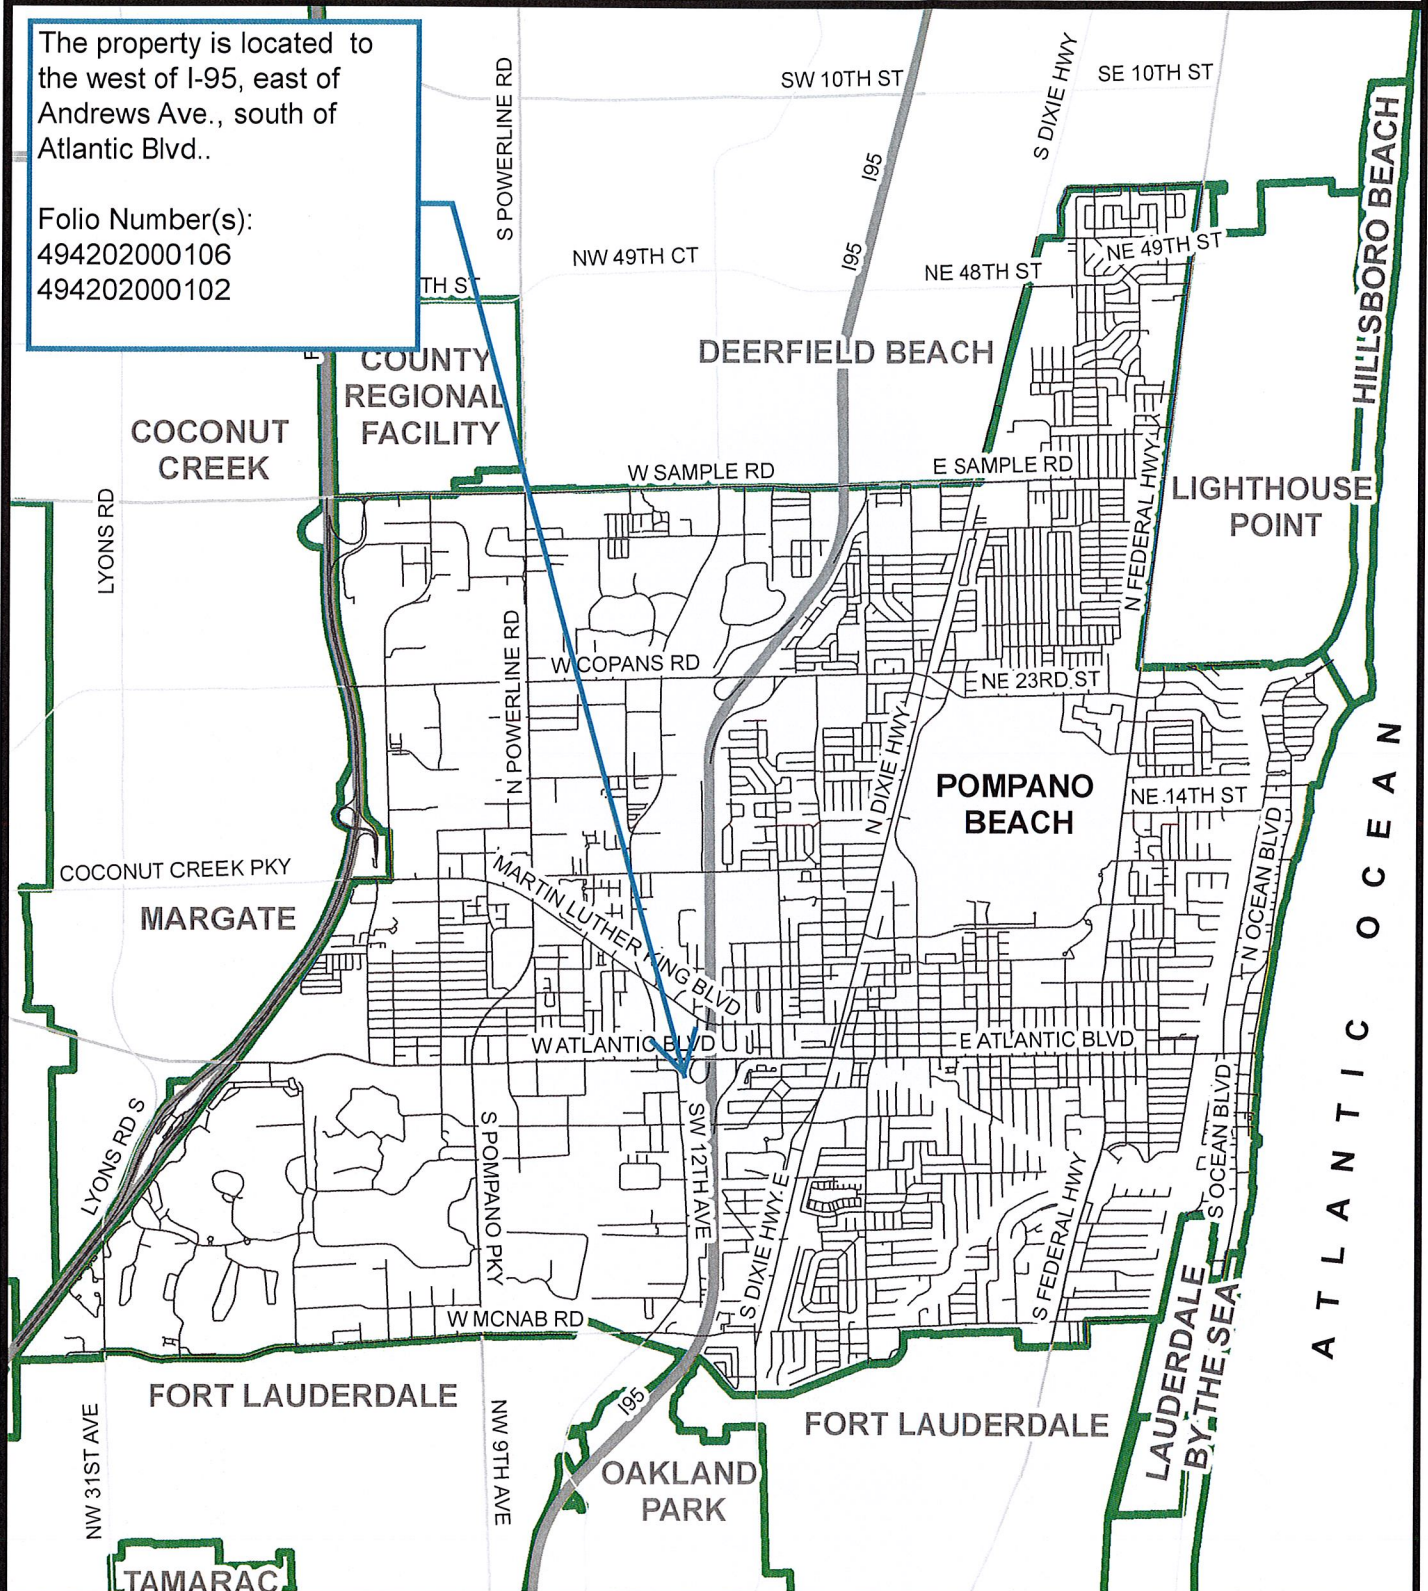 The property is located to
the west of I-95, east of
Andrews Ave., south of
Atlantic Blvd..
Folio Number(s):
494202000106
494202000102
S POWERLINE RD
SW 10TH ST
S DIXIE HWY
SE 10TH ST
I95
I95
NW 49TH CT
NE 48TH ST
NE 49TH ST
TH ST
HILLSBORO BEACH
DEERFIELD BEACH
COUNTY
REGIONAL
FACILITY
COCONUT
CREEK
W SAMPLE RD
E SAMPLE RD
N FEDERAL HWY
LIGHTHOUSE
POINT
LYONS RD
N POWERLINE RD
W COPANS RD
NE 23RD ST
N DIXIE HWY
POMPANO
BEACH
NE 14TH ST
N OCEAN BLVD
ATLANTIC OCEAN
COCONUT CREEK PKY
MARTIN LUTHER KING BLVD
MARGATE
W ATLANTIC BLVD
E ATLANTIC BLVD
LYONS RD S
S POMPANO PKY
SW 12TH AVE
S DIXIE HWY E
S FEDERAL HWY
S OCEAN BLVD
W MCNAB RD
LAUDERDALE
BY THE SEA
FORT LAUDERDALE
FORT LAUDERDALE
I95
NW 31ST AVE
NW 9TH AVE
OAKLAND
PARK
TAMARAC